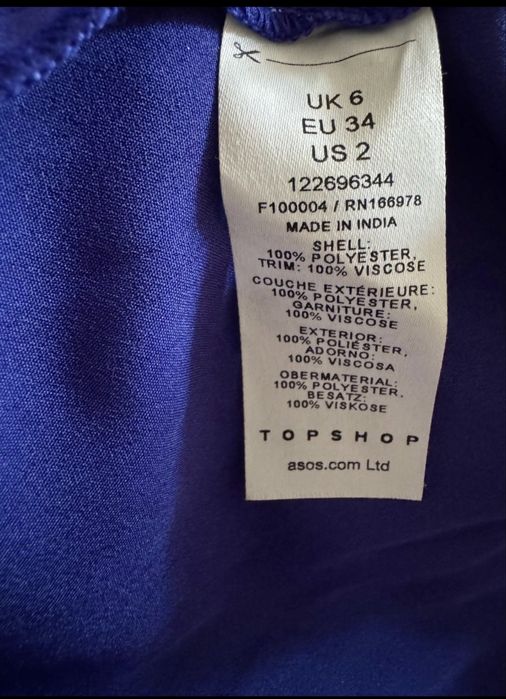 UK 6
EU 34
US 2
122696344
F100004 / RN166978
MADE IN INDIA
SHELL:
100% POLYESTER,
TRIM: 100% VISCOSE
COUCHE EXTÉRIEURE:
100% POLYESTER,
GARNITURE:
100% VISCOSE
EXTERIOR:
100% POLIÉSTER,
ADORNO:
100% VISCOSA
OBERMATERIAL:
100% POLYESTER,
BESATZ:
100% VISKOSE
TOPSHOP
asos.com Ltd